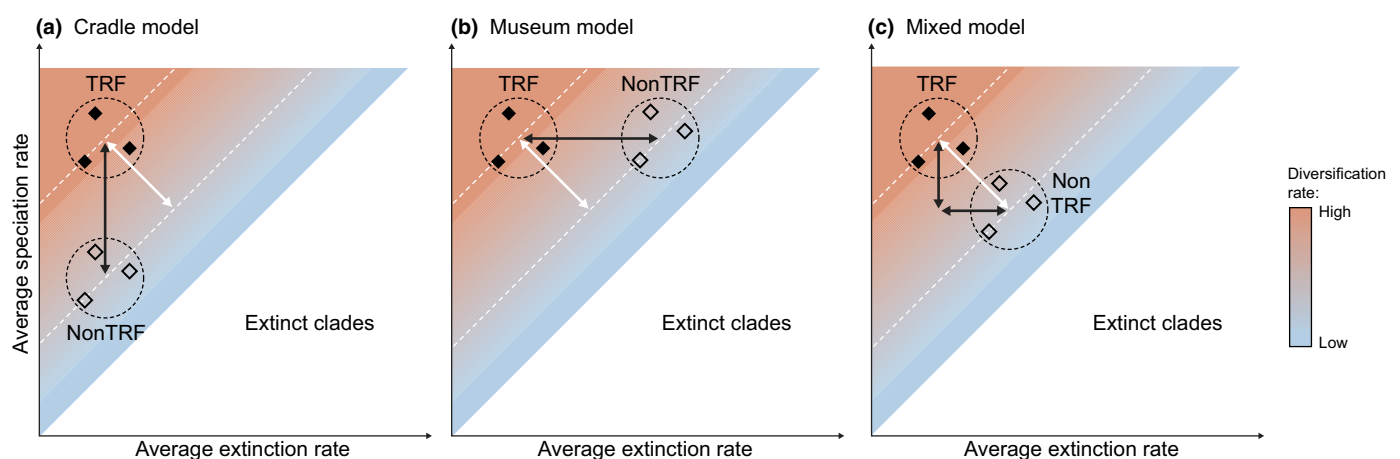 (a) Cradle model
TRF
NonTRF
Extinct clades
Average speciation rate
Average extinction rate
(b) Museum model
TRF
NonTRF
Extinct clades
Average extinction rate
(c) Mixed model
TRF
Non
TRF
Extinct clades
Average extinction rate
Diversification
rate:
High
Low